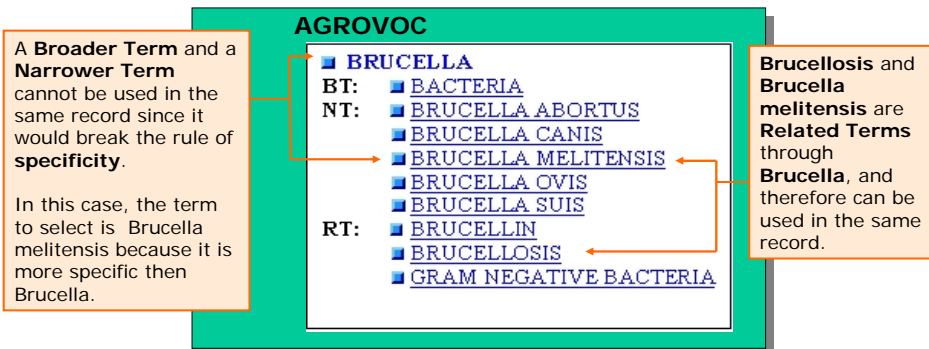 AGROVOC
A Broader Term and a
Narrower Term
cannot be used in the
same record since it
would break the rule of
specificity.
In this case, the term
to select is Brucella
melitensis because it is
more specific then
Brucella.
BRUCELLA
BT: BACTERIA
NT: BRUCELLA ABORTUS
BRUCELLA CANIS
BRUCELLA MELITENSIS
BRUCELLA OVIS
BRUCELLA SUIS
RT: BRUCELLIN
BRUCELLOSIS
GRAM NEGATIVE BACTERIA
Brucellosis and
Brucella
melitensis are
Related Terms
through
Brucella, and
therefore can be
used in the same
record.